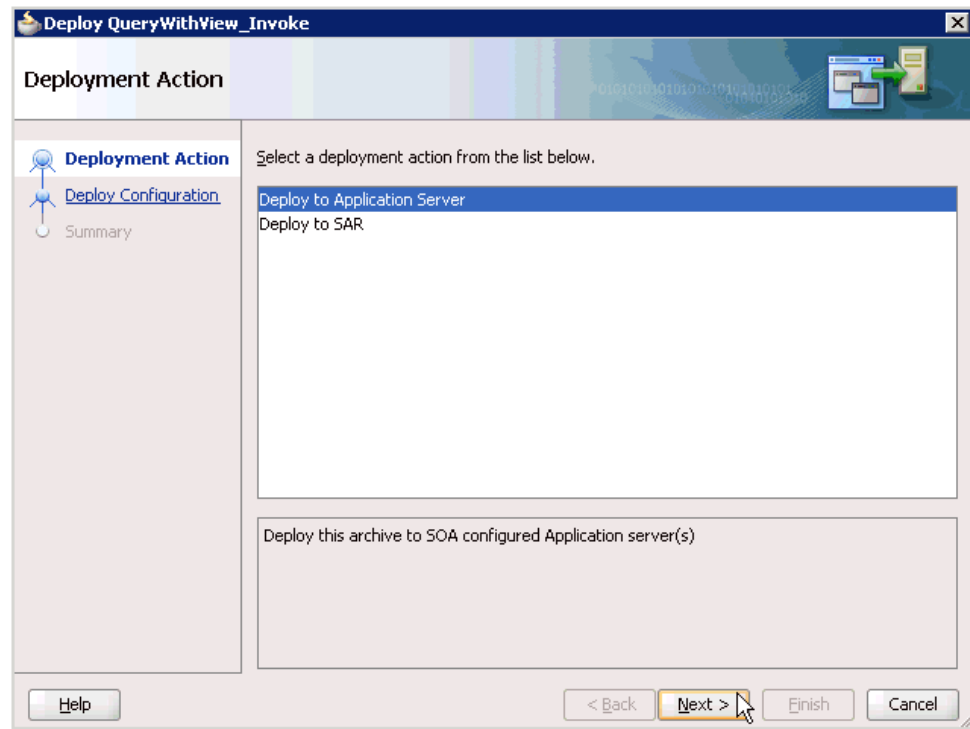 Deploy QueryWithView_Invoke
Deployment Action
Deployment Action
Deploy Configuration
Summary
Select a deployment action from the list below.
Deploy to Application Server
Deploy to SAR
Deploy this archive to SOA configured Application server(s)
Help
< Back
Next >
Finish
Cancel